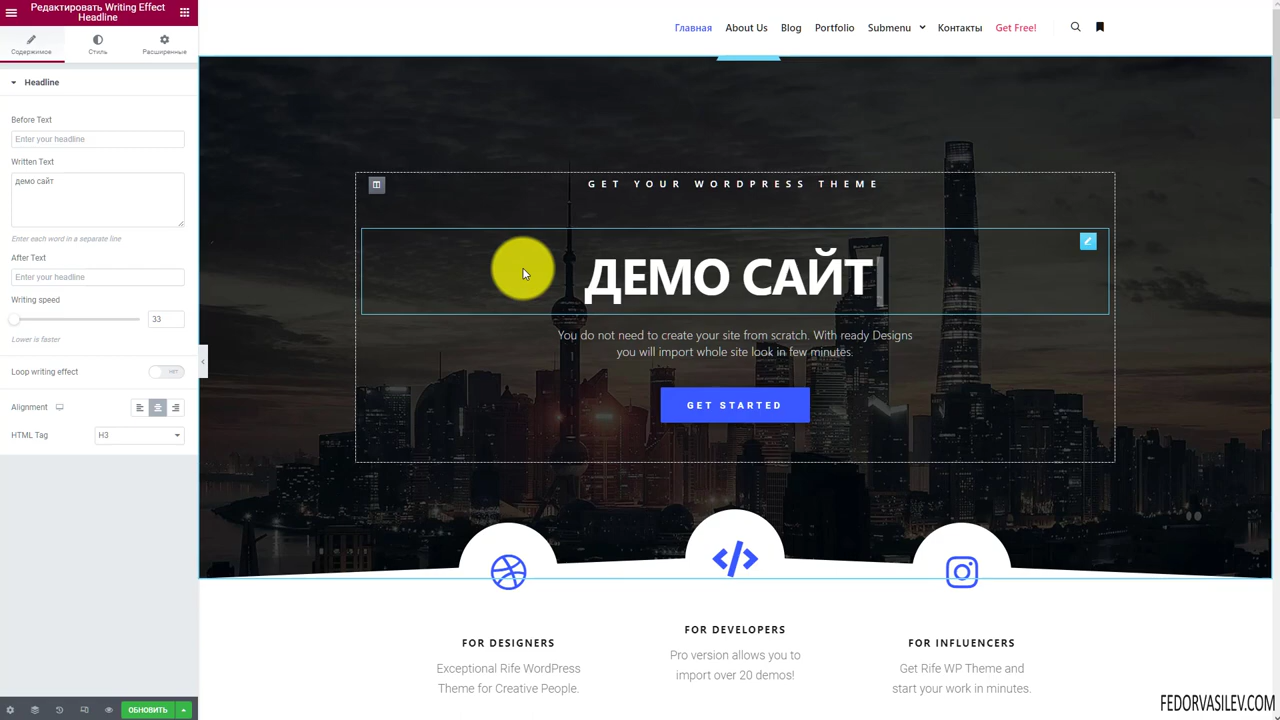 Редактировать Writing Effect
Headline
Содержимое
Стиль
Расширенные
Headline
Before Text
Enter your headline
Written Text
демо сайт
Enter each word in a separate line
After Text
Enter your headline
Writing speed
33
Lower is faster
Loop writing effect
НЕТ
Alignment
HTML Tag
H3
ОБНОВИТЬ
Главная About Us Blog Portfolio Submenu Контакты Get Free!
GET YOUR WORDPRESS THEME
ДЕМО САЙТ
You do not need to create your site from scratch. With ready Designs
you will import whole site look in few minutes.
GET STARTED
FOR DESIGNERS
Exceptional Rife WordPress
Theme for Creative People.
FOR DEVELOPERS
Pro version allows you to
import over 20 demos!
FOR INFLUENCERS
Get Rife WP Theme and
start your work in minutes.
FEDORVASILEV.COM